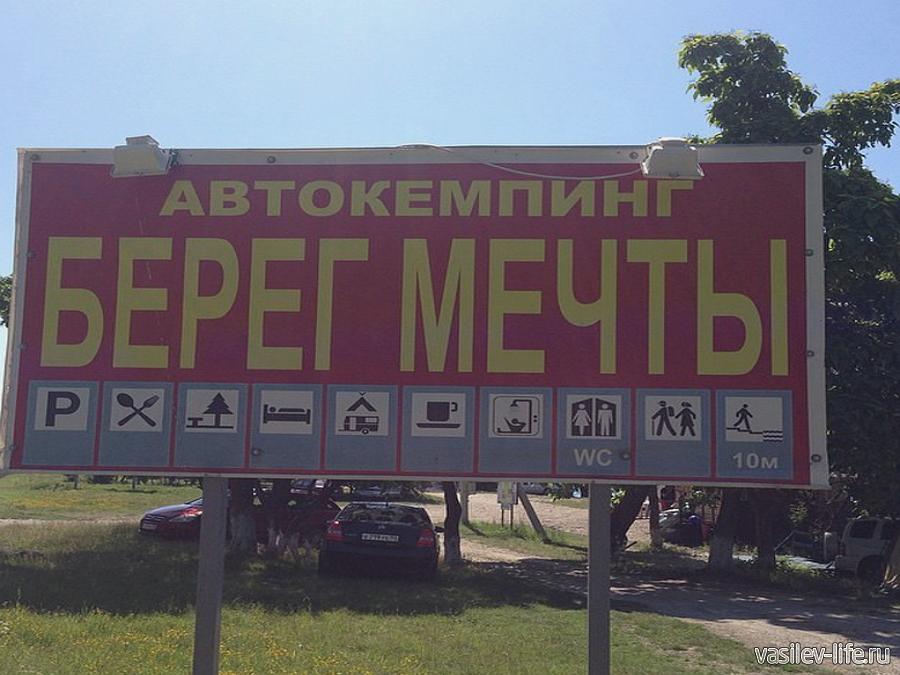 АВТОКЕМПИНГ
БЕРЕГ МЕЧТЫ
P
WC
10м
vasilev-life.ru